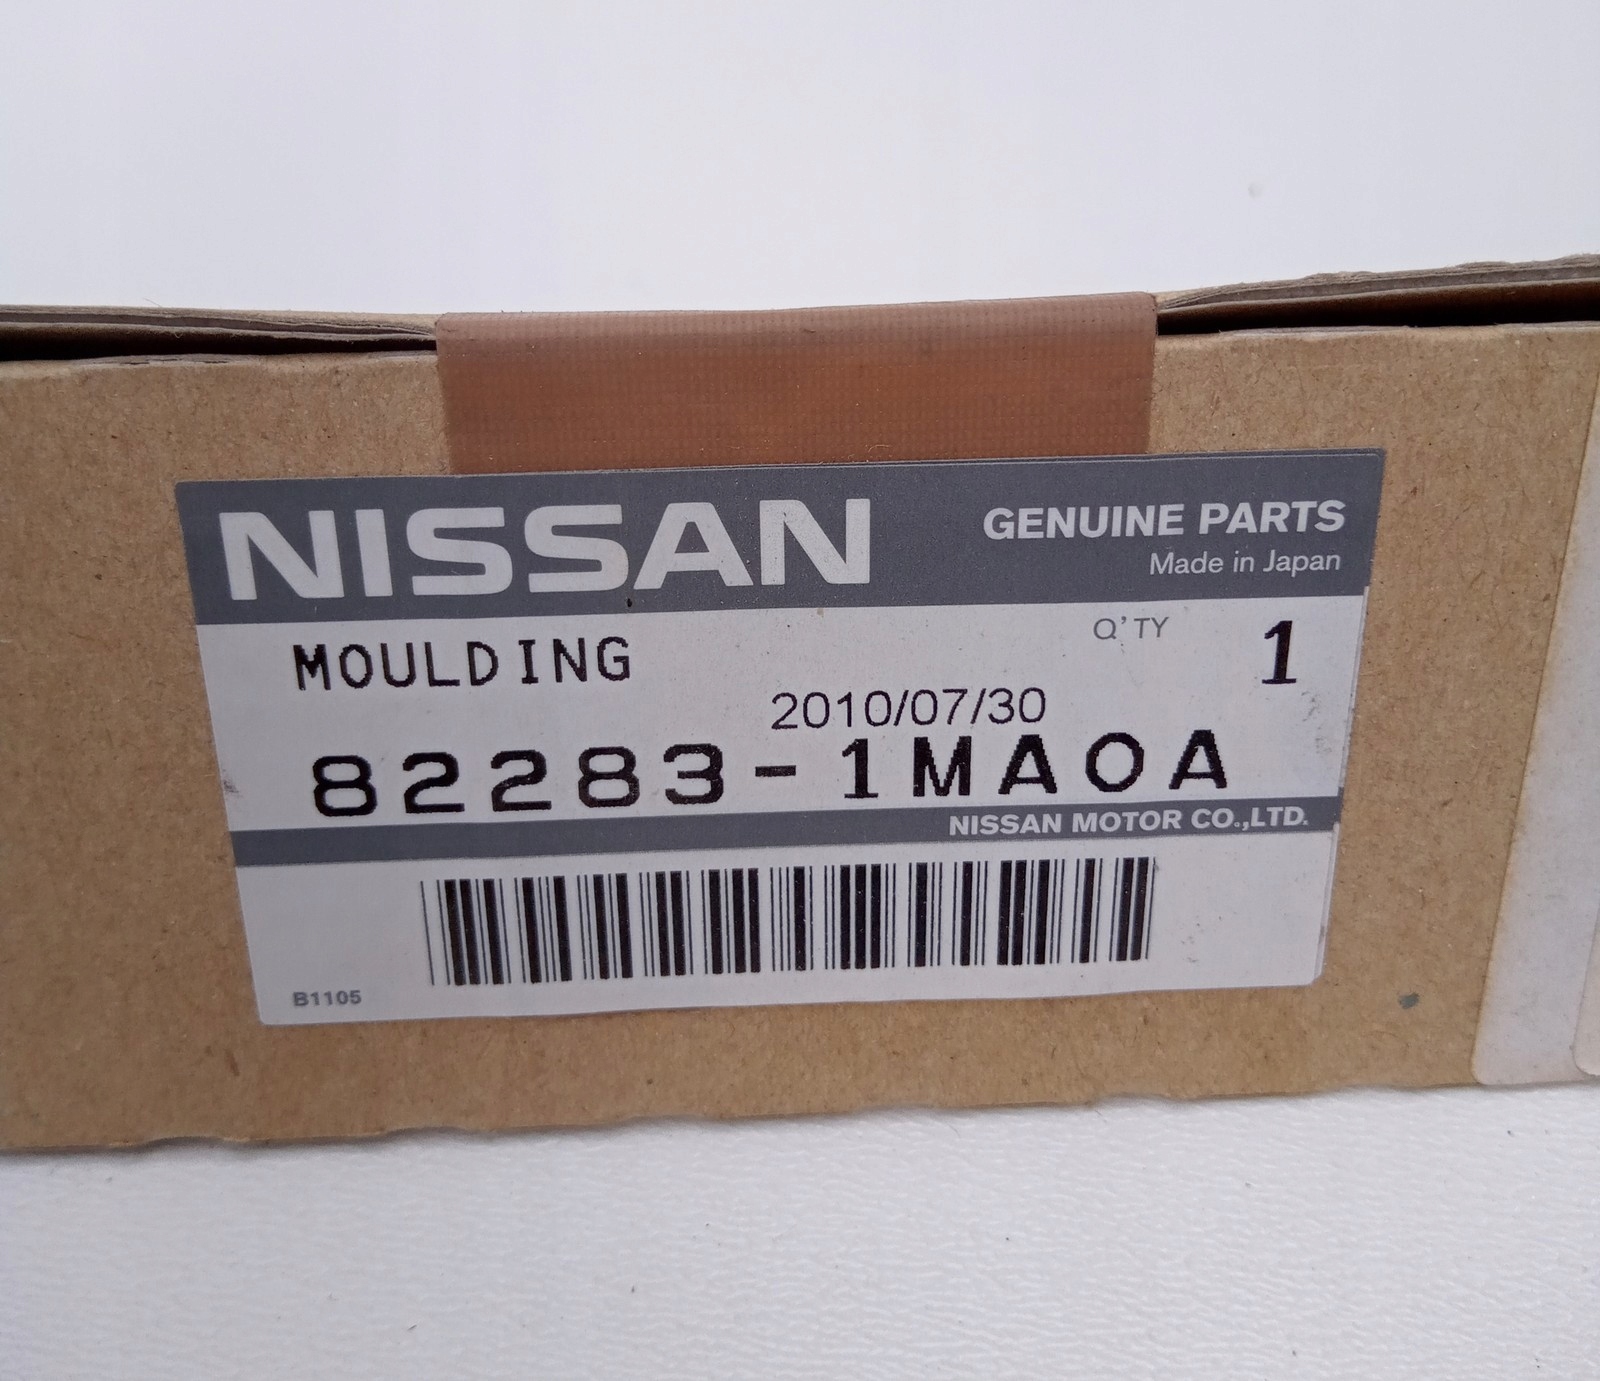 NISSAN
GENUINE PARTS
Made in Japan
MOULDING
Q'TY 1
2010/07/30
82283-1MA0A
NISSAN MOTOR CO.,LTD.
B1105